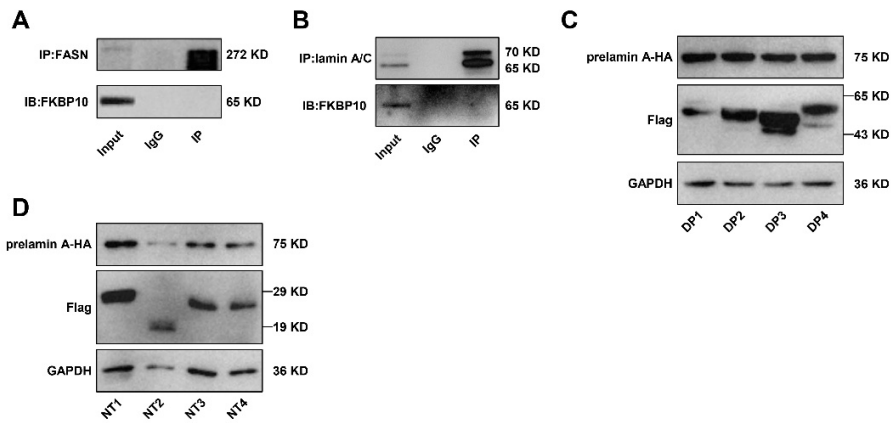 A
IP:FASN
272 KD
IB:FKBP10
65 KD
Input
IgG
IP
B
IP:lamin A/C
70 KD
65 KD
IB:FKBP10
65 KD
Input
IgG
IP
C
prelamin A-HA
75 KD
Flag
65 KD
43 KD
GAPDH
36 KD
DP1
DP2
DP3
DP4
D
prelamin A-HA
75 KD
Flag
29 KD
19 KD
GAPDH
36 KD
NT1
NT2
NT3
NT4